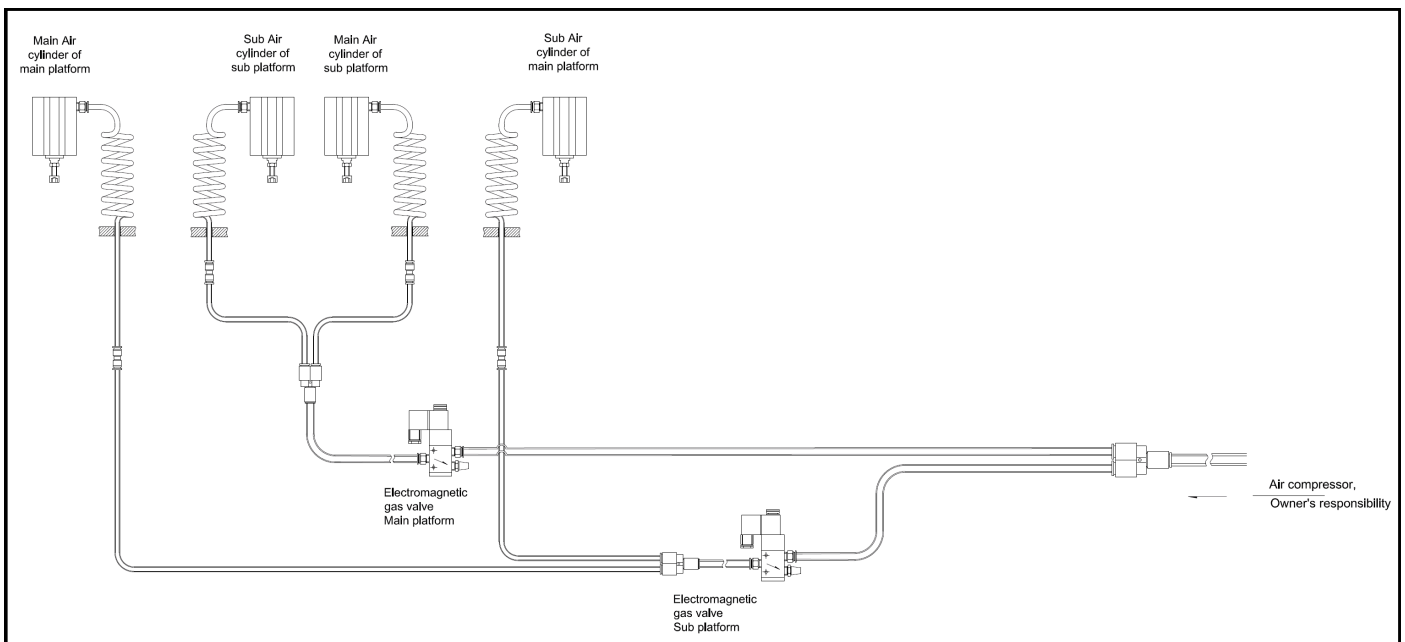 Main Air
cylinder of
main platform
Sub Air
cylinder of
sub platform
Main Air
cylinder of
sub platform
Sub Air
cylinder of
main platform
Electromagnetic
gas valve
Main platform
Air compressor,
Owner's responsibility
Electromagnetic
gas valve
Sub platform